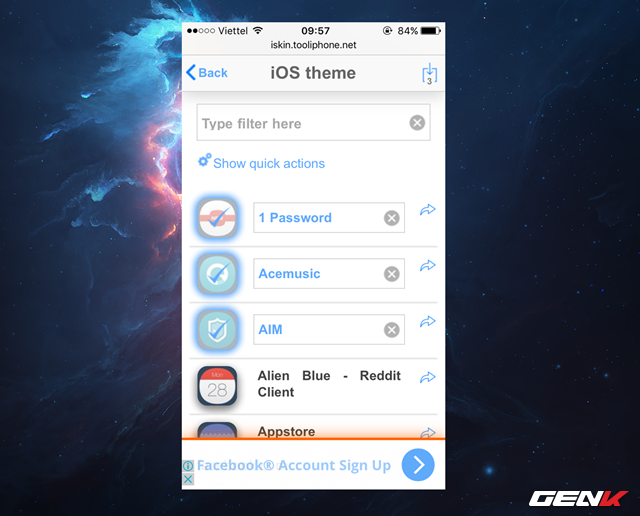 Viettel 09:57 84%
iskin.tooliphone.net
Back iOS theme 3
Type filter here
Show quick actions
1 Password
Acemusic
AIM
Mon
28
Alien Blue - Reddit
Client
Appstore
Facebook® Account Sign Up
GENK